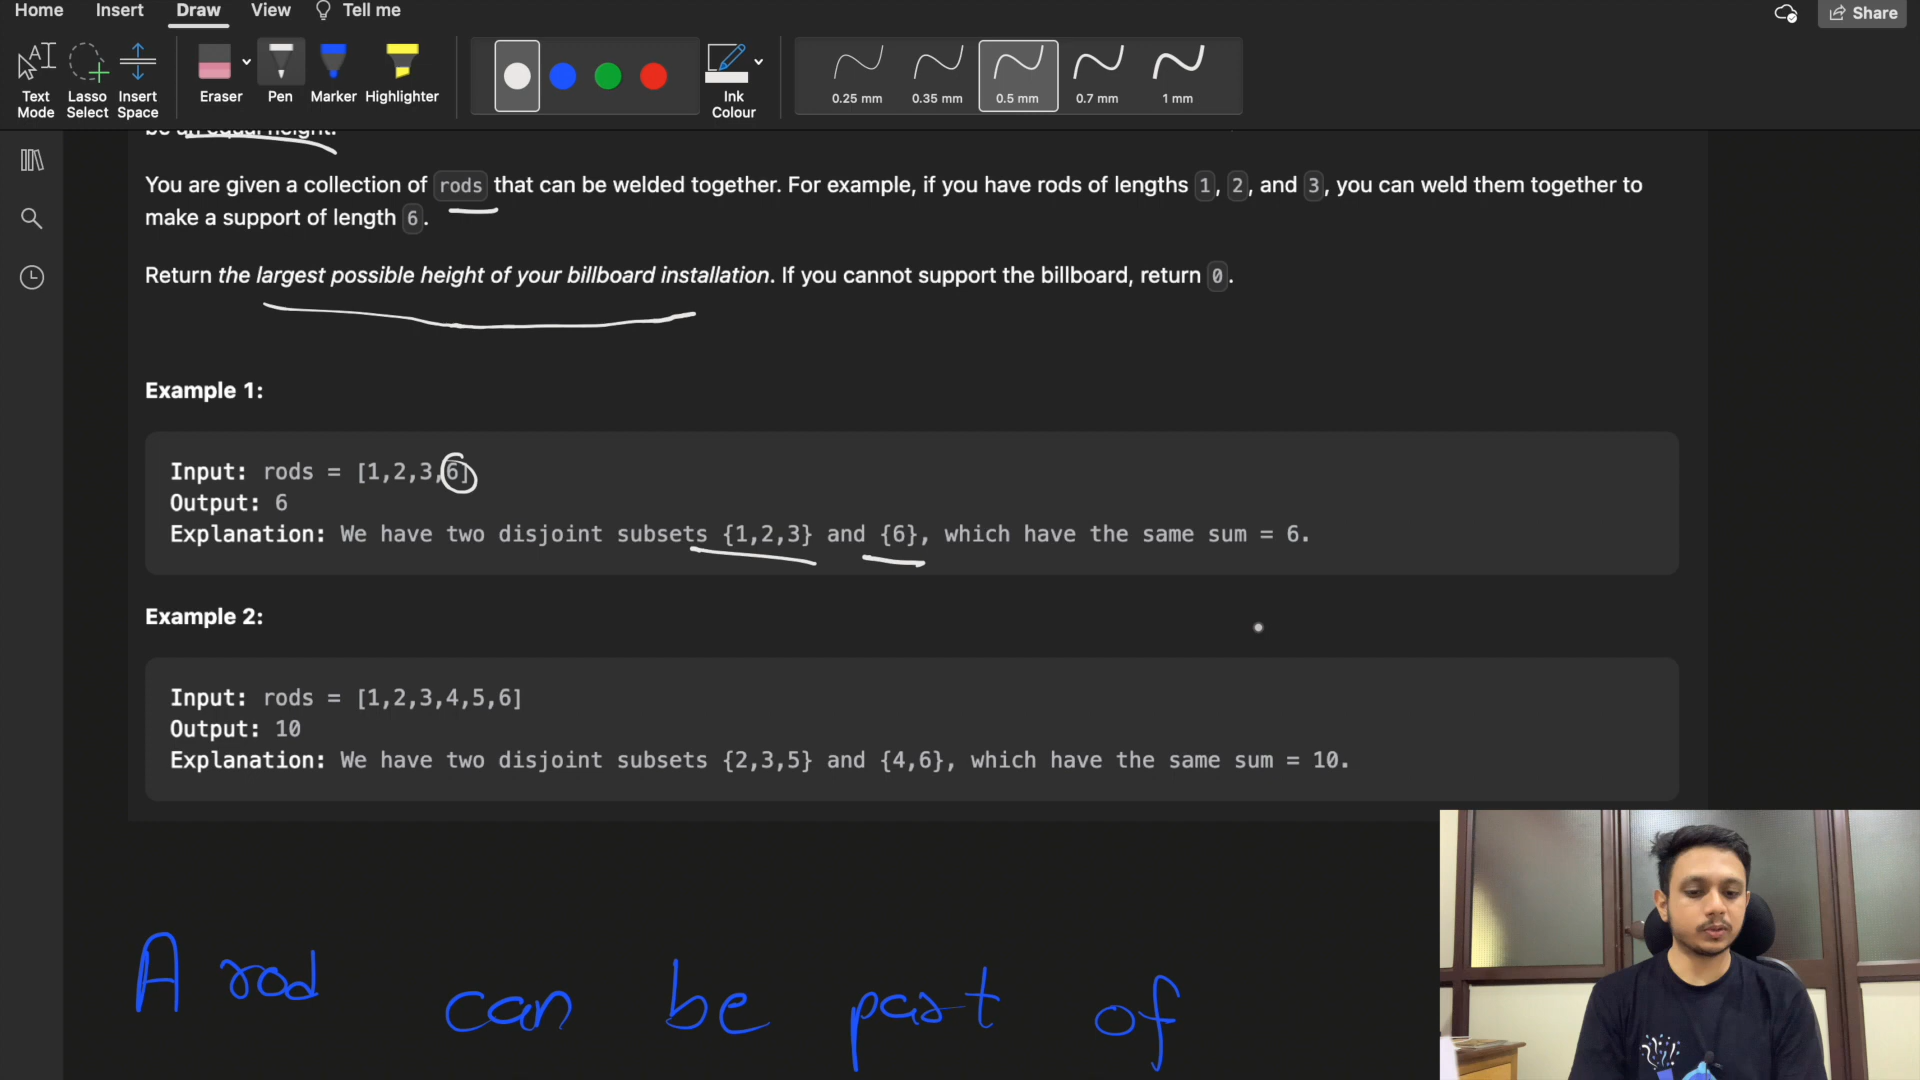 Home Insert Draw View Tell me Share
Text Mode Lasso Select Insert Space Eraser Pen Marker Highlighter Ink Colour 0.25 mm 0.35 mm 0.5 mm 0.7 mm 1 mm
be an equal height.
You are given a collection of rods that can be welded together. For example, if you have rods of lengths 1, 2, and 3, you can weld them together to
make a support of length 6.
Return the largest possible height of your billboard installation. If you cannot support the billboard, return 0.
Example 1:
Input: rods = [1,2,3,6]
Output: 6
Explanation: We have two disjoint subsets {1,2,3} and {6}, which have the same sum = 6.
Example 2:
Input: rods = [1,2,3,4,5,6]
Output: 10
Explanation: We have two disjoint subsets {2,3,5} and {4,6}, which have the same sum = 10.
A rod can be part of